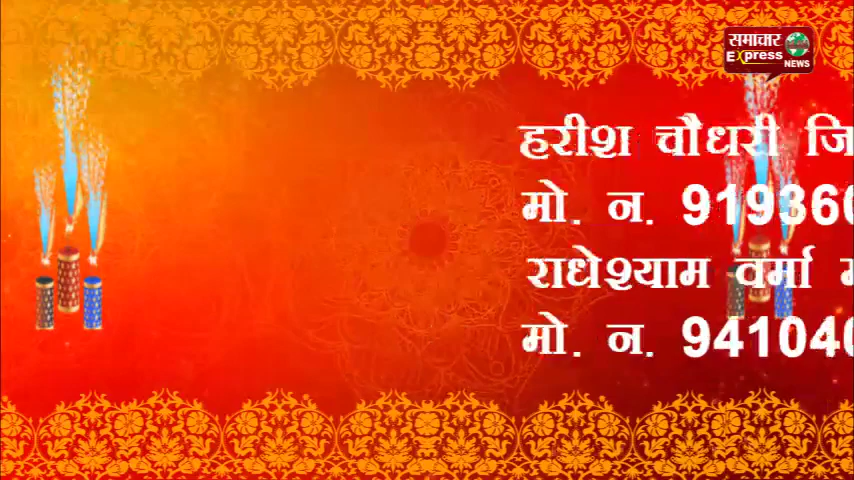 समाचार
Express
NEWS
हरीश चौधरी
मो. न. 919360
राधेश्याम वर्मा
मो. न. 941040